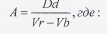 A = Dd / (Vr − Vb), где: